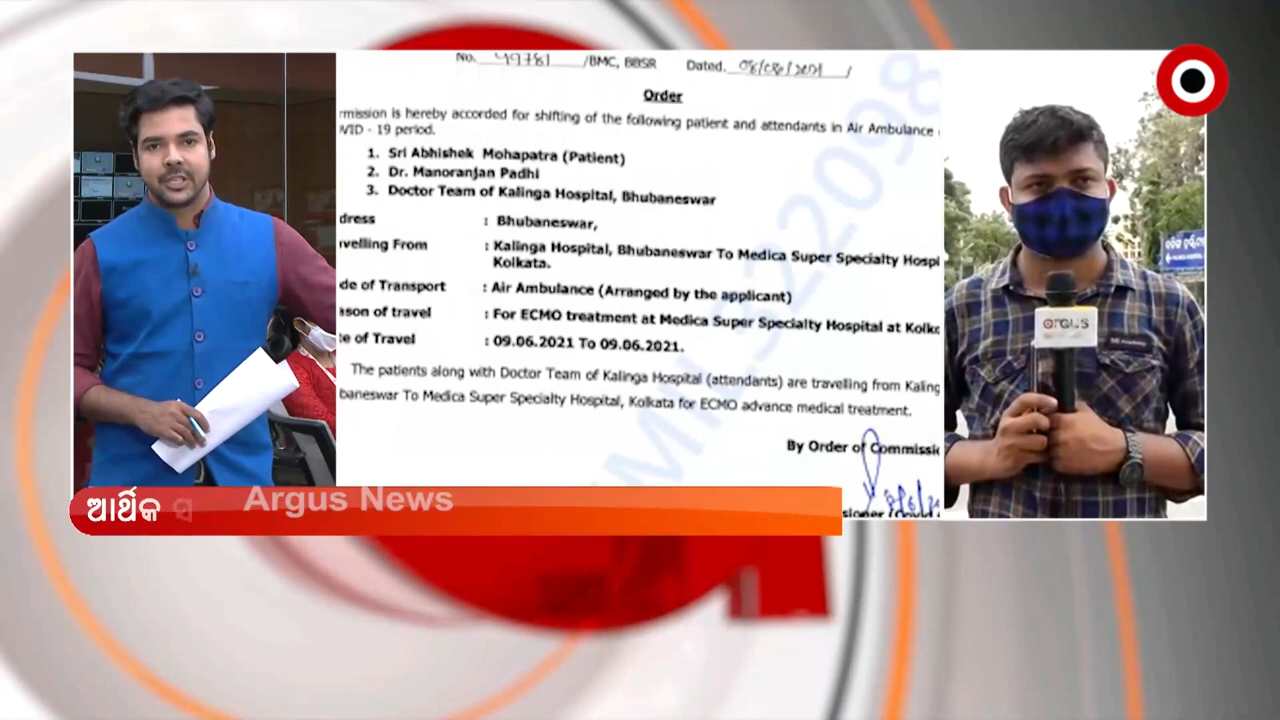 No. 49781 /BMC, BBSR Dated. 08/06/2021 /
Order
rmission is hereby accorded for shifting of the following patient and attendants in Air Ambulance
VID - 19 period.
1. Sri Abhishek Mohapatra (Patient)
2. Dr. Manoranjan Padhi
3. Doctor Team of Kalinga Hospital, Bhubaneswar
dress : Bhubaneswar,
velling From : Kalinga Hospital, Bhubaneswar To Medica Super Specialty Hospi
Kolkata.
de of Transport : Air Ambulance (Arranged by the applicant)
ason of travel : For ECMO treatment at Medica Super Specialty Hospital at Kolk
te of Travel : 09.06.2021 To 09.06.2021.
The patients along with Doctor Team of Kalinga Hospital (attendants) are travelling from Kaling
baneswar To Medica Super Specialty Hospital, Kolkata for ECMO advance medical treatment.
By Order of Commissi
ARGUS
ଆର୍ଥିକ ସ
Argus News